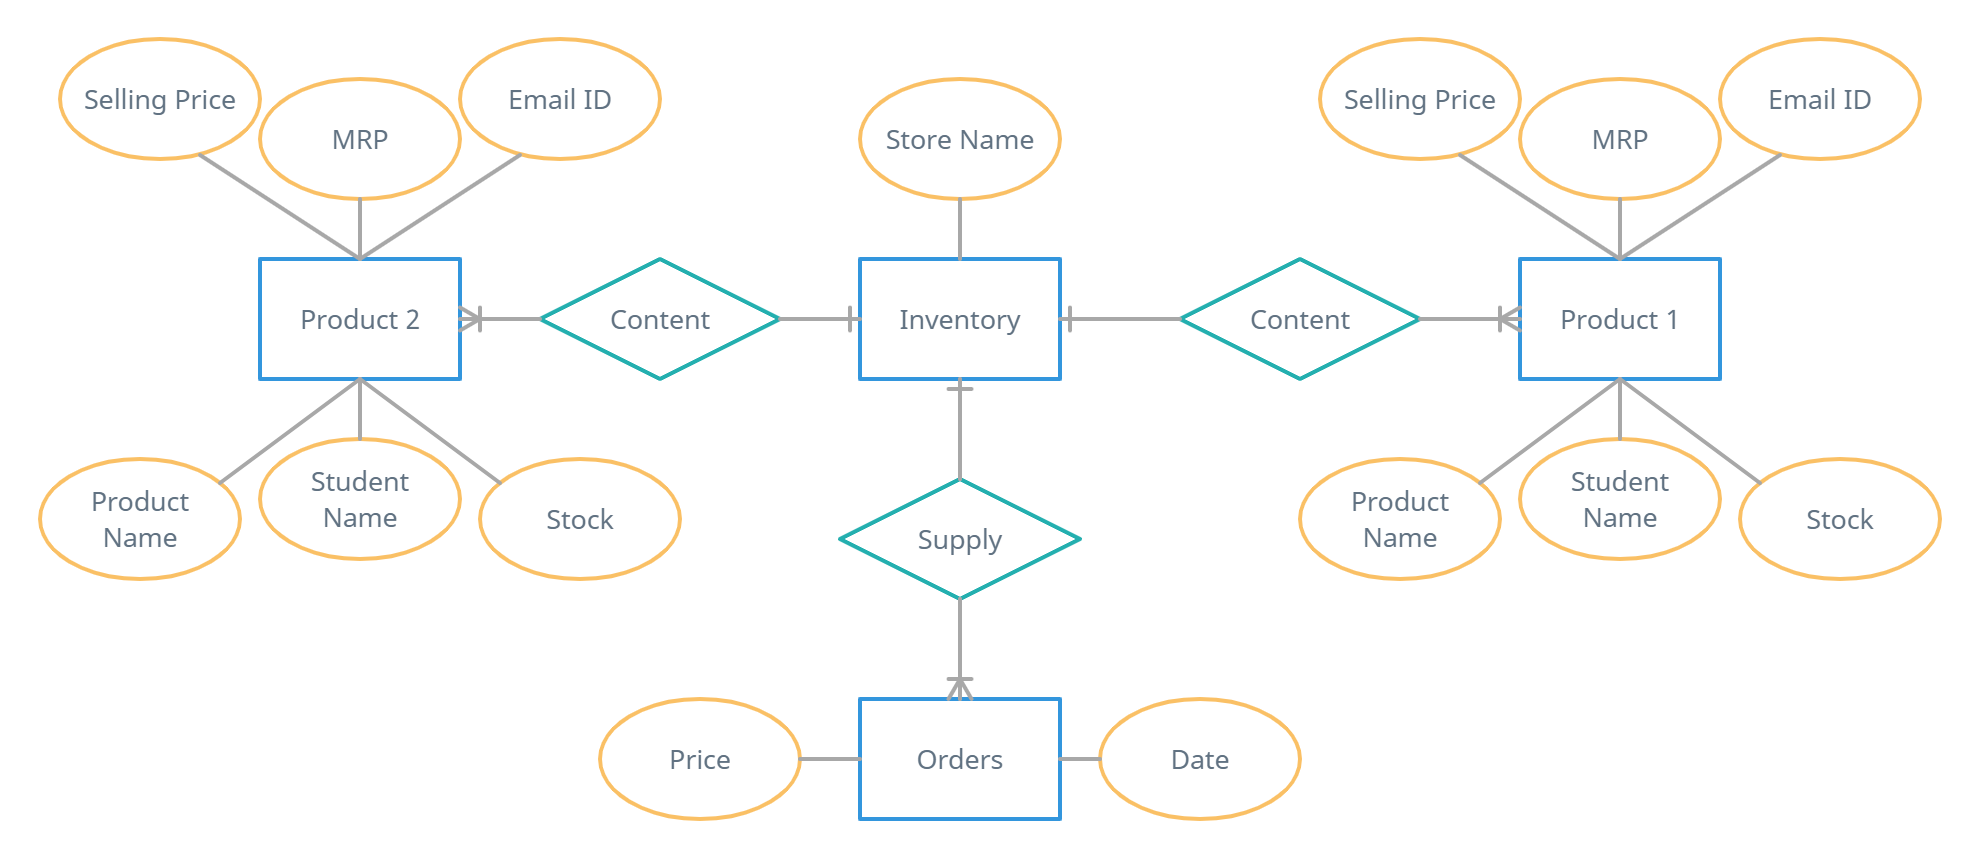 Selling Price
MRP
Email ID
Store Name
Selling Price
MRP
Email ID
Product 2
Content
Inventory
Content
Product 1
Product
Name
Student
Name
Stock
Supply
Product
Name
Student
Name
Stock
Price
Orders
Date